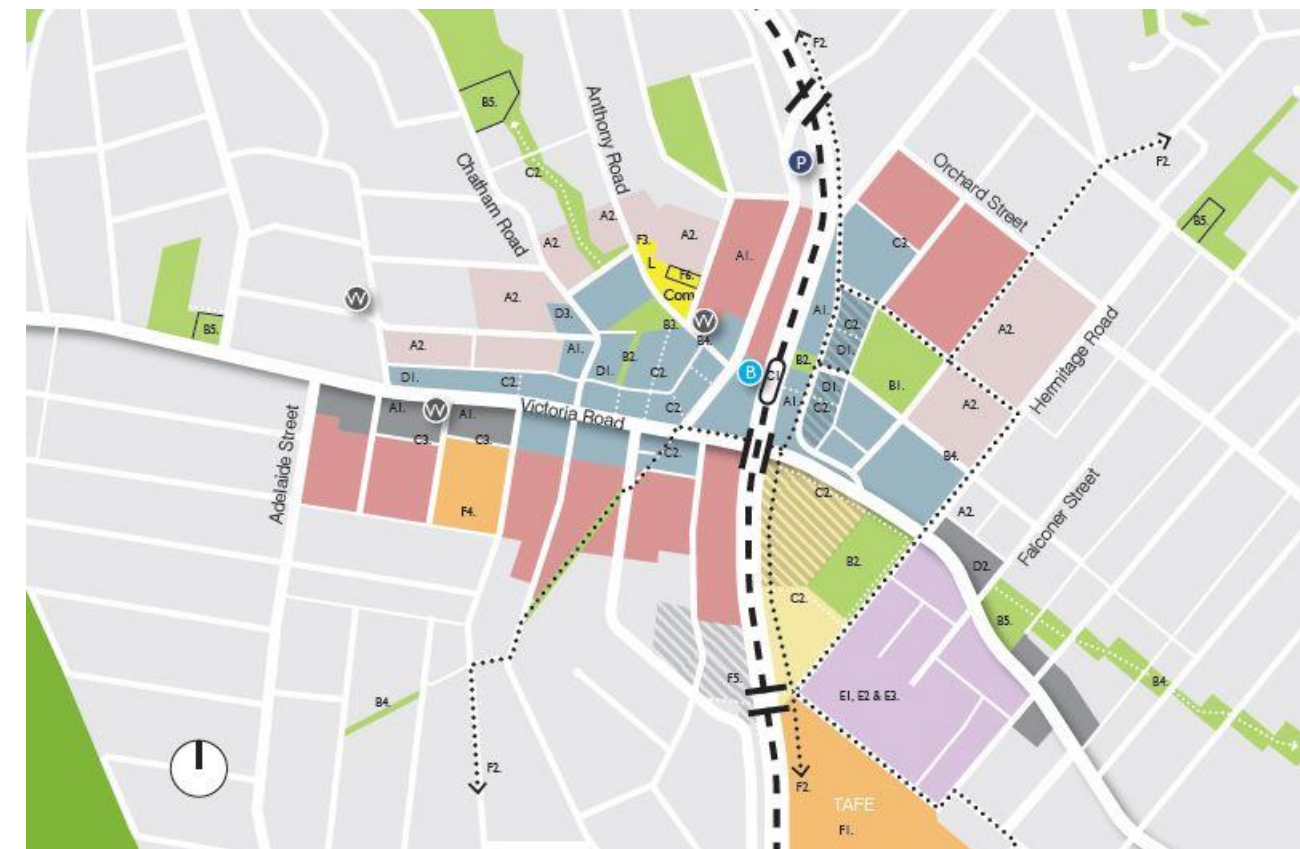 F2.
B5.
Anthony Road
P
Orchard Street
F2.
Chatham Road
C2.
B5.
A2.
F3.
A2.
A2.
C3.
L
A1.
F6.
Hermitage Road
W
A2.
Com
D3.
A1.
C2.
B5.
B3.
W
A2.
B4.
A2.
A1.
D1.
B2.
B2.
D1.
C2.
B
C1.
B1.
D1.
C2.
D1.
A1.
W
A1.
C2.
A1.
C2.
A2.
Victoria Road
C3.
C3.
C2.
B4.
Adelaide Street
Falconer Street
C2.
F4.
A2.
B2.
D2.
C2.
B5.
F5.
B4.
E1, E2 & E3.
B4.
F2.
F2.
TAFE
F1.